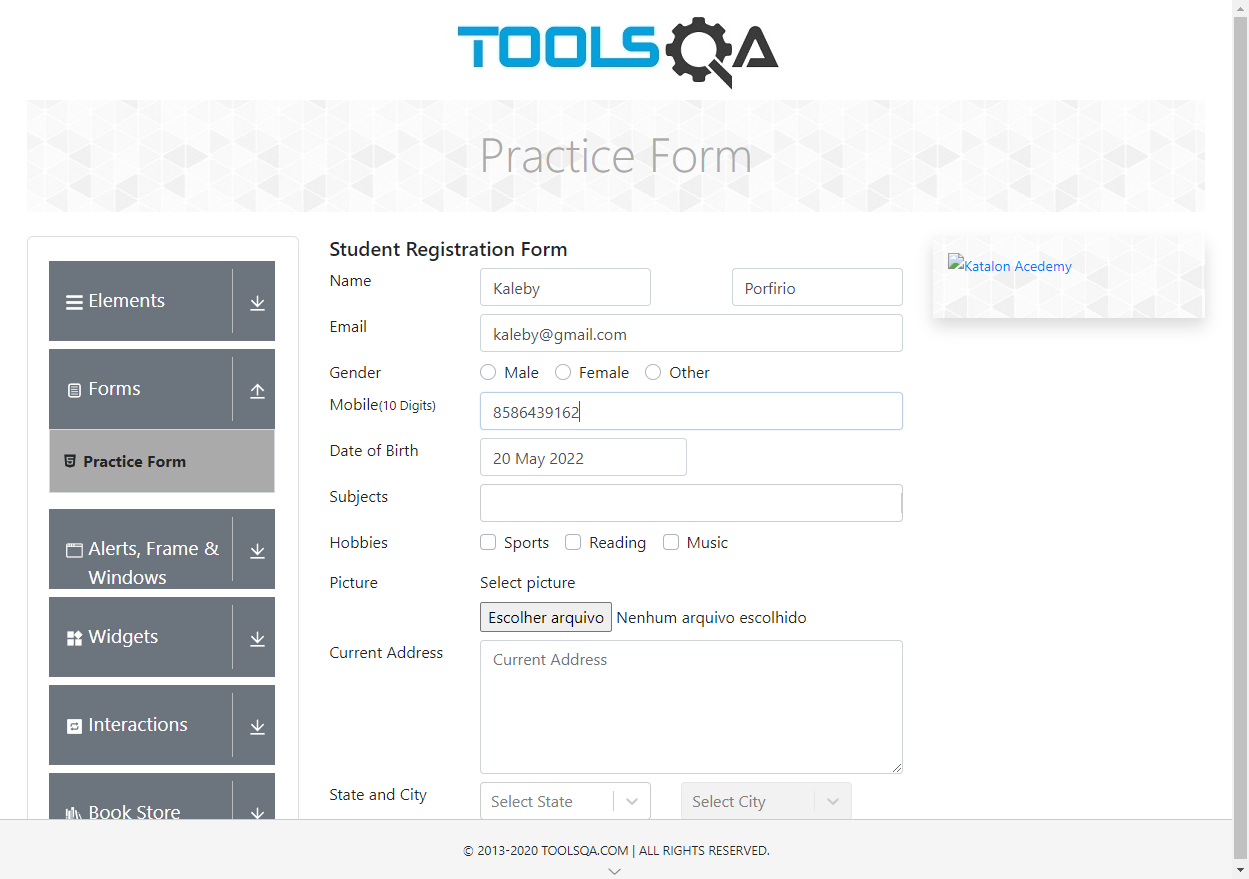 TOOLSQA
Practice Form
Elements
Forms
Practice Form
Alerts, Frame &
Windows
Widgets
Interactions
Book Store
Student Registration Form
Name
Kaleby
Porfirio
Email
kaleby@gmail.com
Gender
Male
Female
Other
Mobile(10 Digits)
8586439162
Date of Birth
20 May 2022
Subjects
Hobbies
Sports
Reading
Music
Picture
Select picture
Escolher arquivo Nenhum arquivo escolhido
Current Address
Current Address
State and City
Select State
Select City
Katalon Acedemy
© 2013-2020 TOOLSQA.COM | ALL RIGHTS RESERVED.